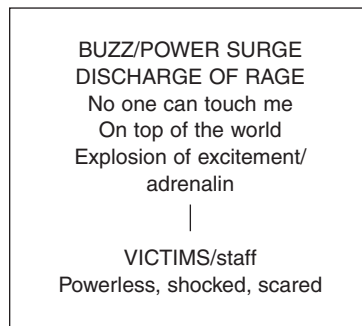 BUZZ/POWER SURGE
DISCHARGE OF RAGE
No one can touch me
On top of the world
Explosion of excitement/
adrenalin
VICTIMS/staff
Powerless, shocked, scared